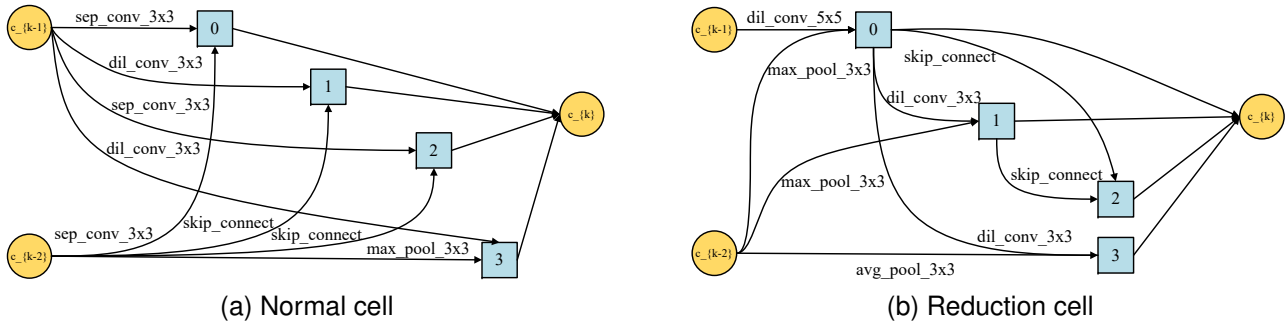 c_{k-1}
sep_conv_3x3
0
dil_conv_3x3
1
sep_conv_3x3
c_{k}
dil_conv_3x3
2
c_{k-2}
sep_conv_3x3
skip_connect
skip_connect
max_pool_3x3
3
(a) Normal cell
c_{k-1}
dil_conv_5x5
0
skip_connect
max_pool_3x3
dil_conv_3x3
1
c_{k}
max_pool_3x3
skip_connect
2
c_{k-2}
dil_conv_3x3
avg_pool_3x3
3
(b) Reduction cell